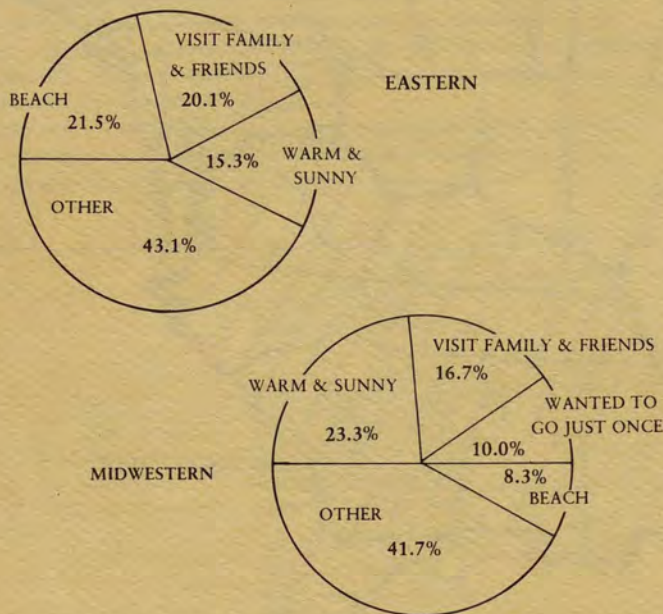 VISIT FAMILY
& FRIENDS
20.1%
EASTERN
BEACH
21.5%
15.3%
WARM &
SUNNY
OTHER
43.1%
VISIT FAMILY & FRIENDS
16.7%
WARM & SUNNY
23.3%
WANTED TO
GO JUST ONCE
10.0%
8.3%
BEACH
MIDWESTERN
OTHER
41.7%